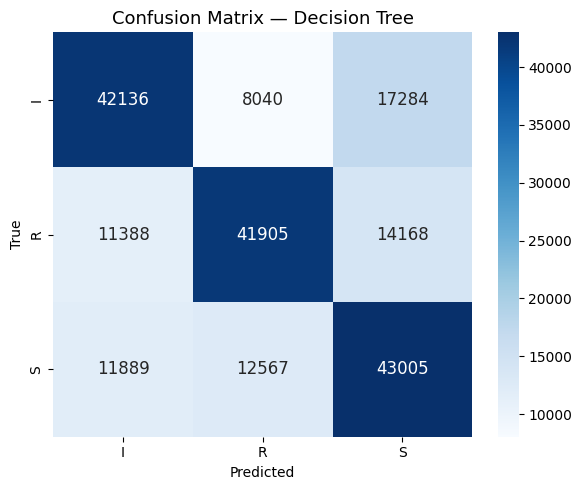 Confusion Matrix — Decision Tree
True
I
42136 8040 17284
R
11388 41905 14168
S
11889 12567 43005
I R S
Predicted
40000
35000
30000
25000
20000
15000
10000